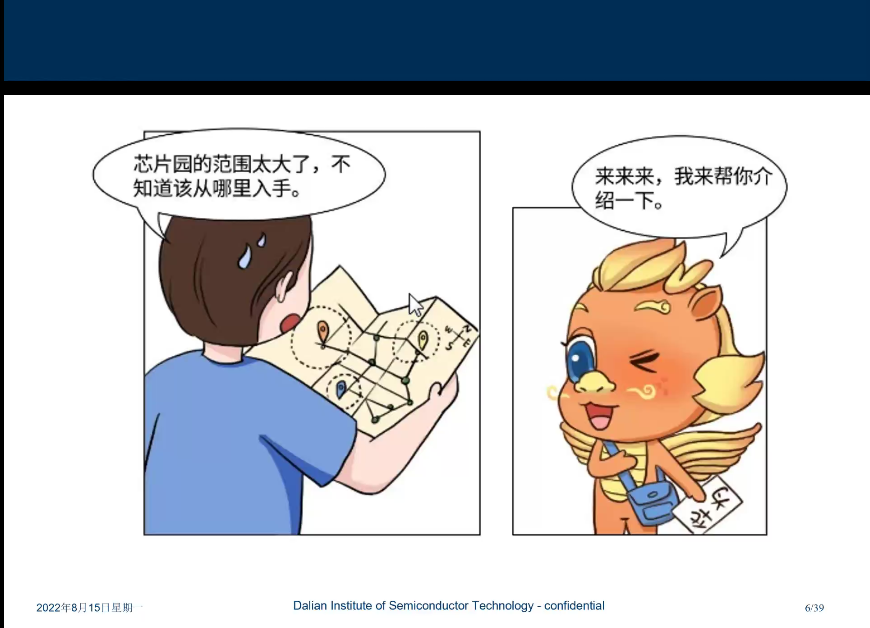 芯片园的范围太大了，不
知道该从哪里入手。
来来来，我来帮你介
绍一下。
N
W
E
S
2022年8月15日星期一
Dalian Institute of Semiconductor Technology - confidential
6/39